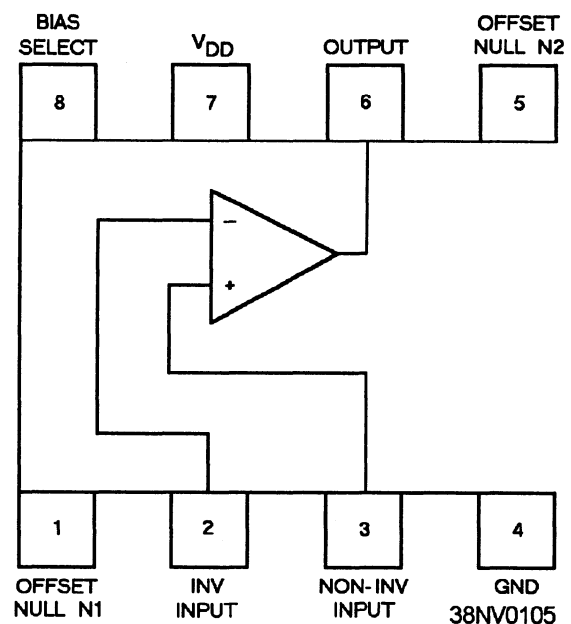 BIAS
SELECT
VDD
OUTPUT
OFFSET
NULL N2
8
7
6
5
−
+
1
2
3
4
OFFSET
NULL N1
INV
INPUT
NON-INV
INPUT
GND
38NV0105